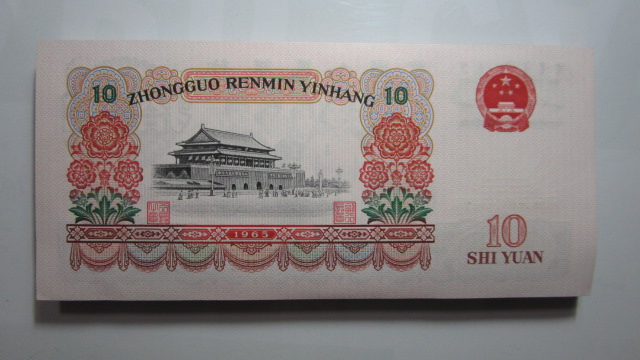 10 ZHONGGUO RENMIN YINHANG 10
1965
10
SHI YUAN